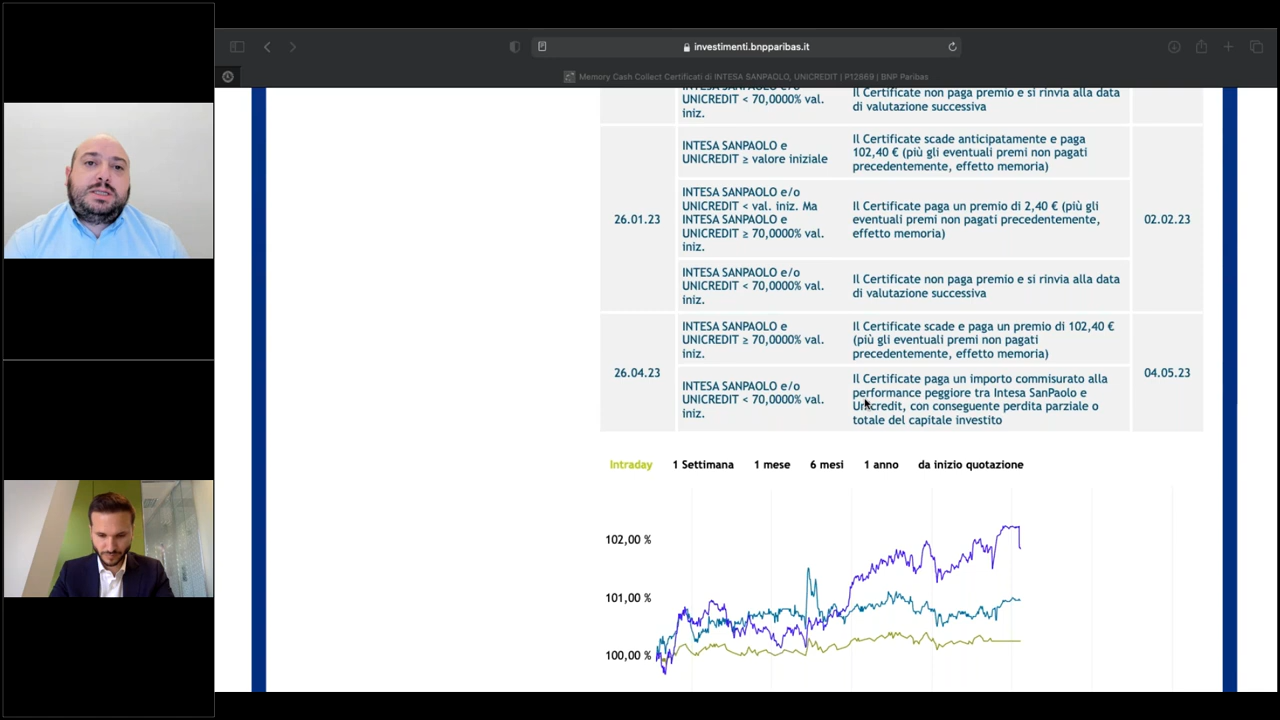 investimenti.bnpparibas.it
Memory Cash Collect Certificati di INTESA SANPAOLO, UNICREDIT | P12869 | BNP Paribas
UNICREDIT < 70,0000% val.
iniz.
Il Certificate non paga premio e si rinvia alla data
di valutazione successiva
26.01.23
INTESA SANPAOLO e
UNICREDIT ≥ valore iniziale
Il Certificate scade anticipatamente e paga
102,40 € (più gli eventuali premi non pagati
precedentemente, effetto memoria)
INTESA SANPAOLO e/o
UNICREDIT < val. iniz. Ma
INTESA SANPAOLO e
UNICREDIT ≥ 70,0000% val.
iniz.
Il Certificate paga un premio di 2,40 € (più gli
eventuali premi non pagati precedentemente,
effetto memoria)
02.02.23
INTESA SANPAOLO e/o
UNICREDIT < 70,0000% val.
iniz.
Il Certificate non paga premio e si rinvia alla data
di valutazione successiva
26.04.23
INTESA SANPAOLO e
UNICREDIT ≥ 70,0000% val.
iniz.
Il Certificate scade e paga un premio di 102,40 €
(più gli eventuali premi non pagati
precedentemente, effetto memoria)
04.05.23
INTESA SANPAOLO e/o
UNICREDIT < 70,0000% val.
iniz.
Il Certificate paga un importo commisurato alla
performance peggiore tra Intesa SanPaolo e
Unicredit, con conseguente perdita parziale o
totale del capitale investito
Intraday 1 Settimana 1 mese 6 mesi 1 anno da inizio quotazione
102,00 %
101,00 %
100,00 %